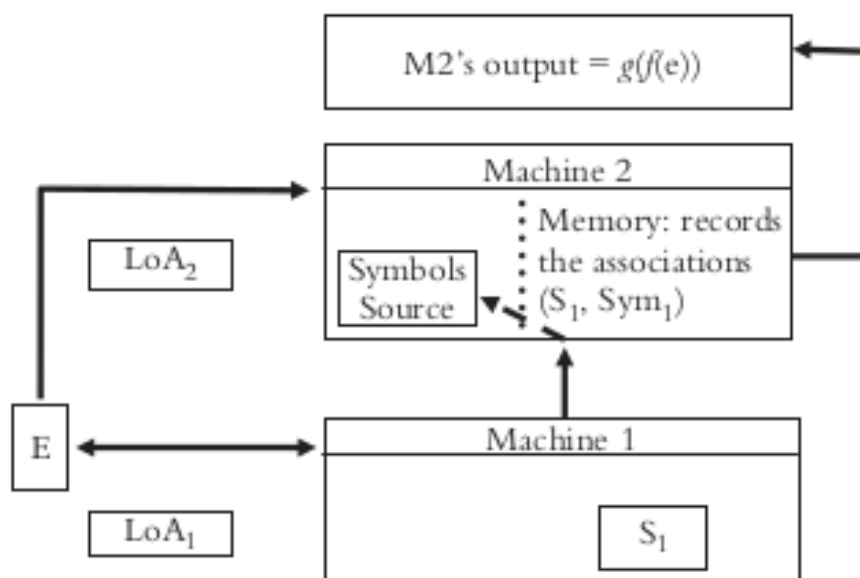 M2's output = g(f(e))
Machine 2
Memory: records
the associations
(S₁, Sym₁)
Symbols
Source
LoA₂
E
Machine 1
LoA₁
S₁